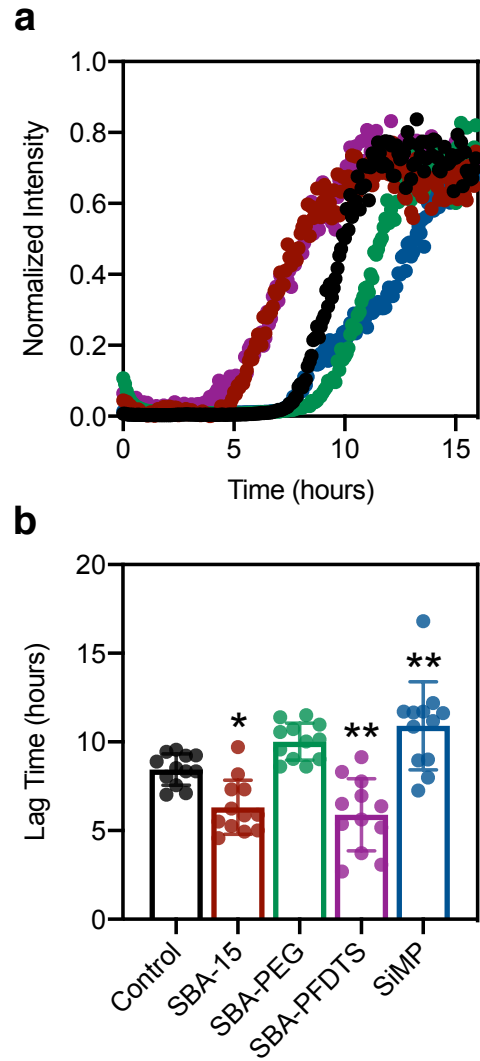 a
1.0
0.8
0.6
0.4
0.2
0.0
Normalized Intensity
0 5 10 15
Time (hours)
b
20
15
10
5
0
Lag Time (hours)
* ** **
Control SBA-15 SBA-PEG SBA-PFDTS SiMP